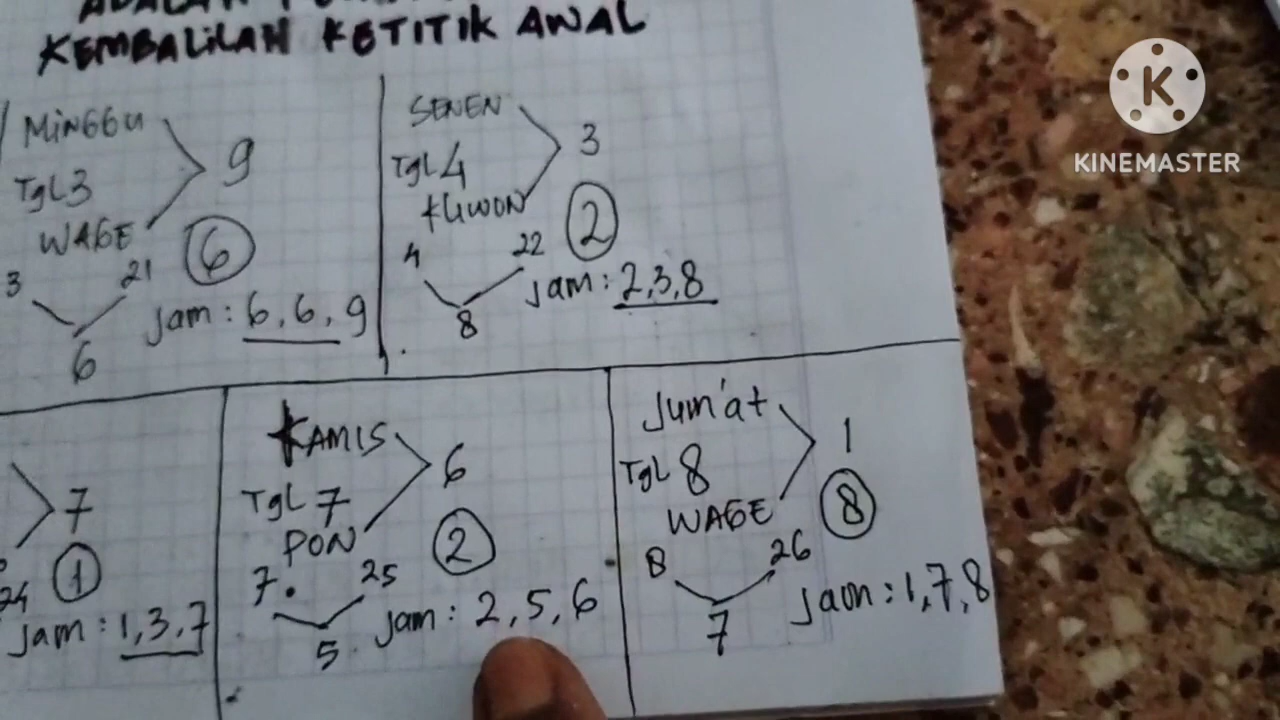 KEMBALILAH KETITIK AWAL
MINGGU
TgL 3
WAGE
9
6
3 21
6
jam : 6, 6, 9
SENEN
TgL 4
KLIWON
3
2
4 22
8
jam : 2,3,8
7
1
24
jam : 1,3,7
KAMIS
TgL 7
PON
6
2
7. 25
5.
jam : 2, 5, 6
Jum'at
TgL 8
WAGE
1
8
8 26
7
Jam : 1,7,8
K
KINEMASTER